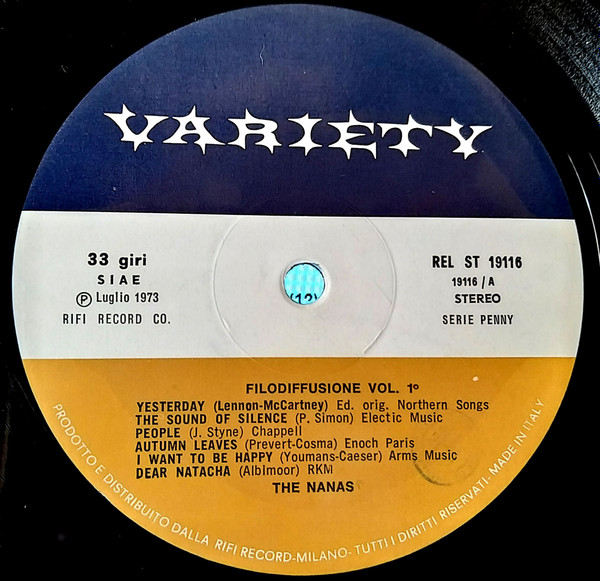 VARIETY
33 giri
SIAE
Ⓟ Luglio 1973
RIFI RECORD CO.
REL ST 19116
19116 / A
STEREO
SERIE PENNY
(12)
FILODIFFUSIONE VOL. 1º
YESTERDAY (Lennon-McCartney) Ed. orig. Northern Songs
THE SOUND OF SILENCE (P. Simon) Electic Music
PEOPLE (J. Styne) Chappell
AUTUMN LEAVES (Prevert-Cosma) Enoch Paris
I WANT TO BE HAPPY (Youmans-Caeser) Arms Music
DEAR NATACHA (Albimoor) RKM
THE NANAS
PRODOTTO E DISTRIBUITO DALLA RIFI RECORD-MILANO- TUTTI I DIRITTI RISERVATI-MADE IN ITALY